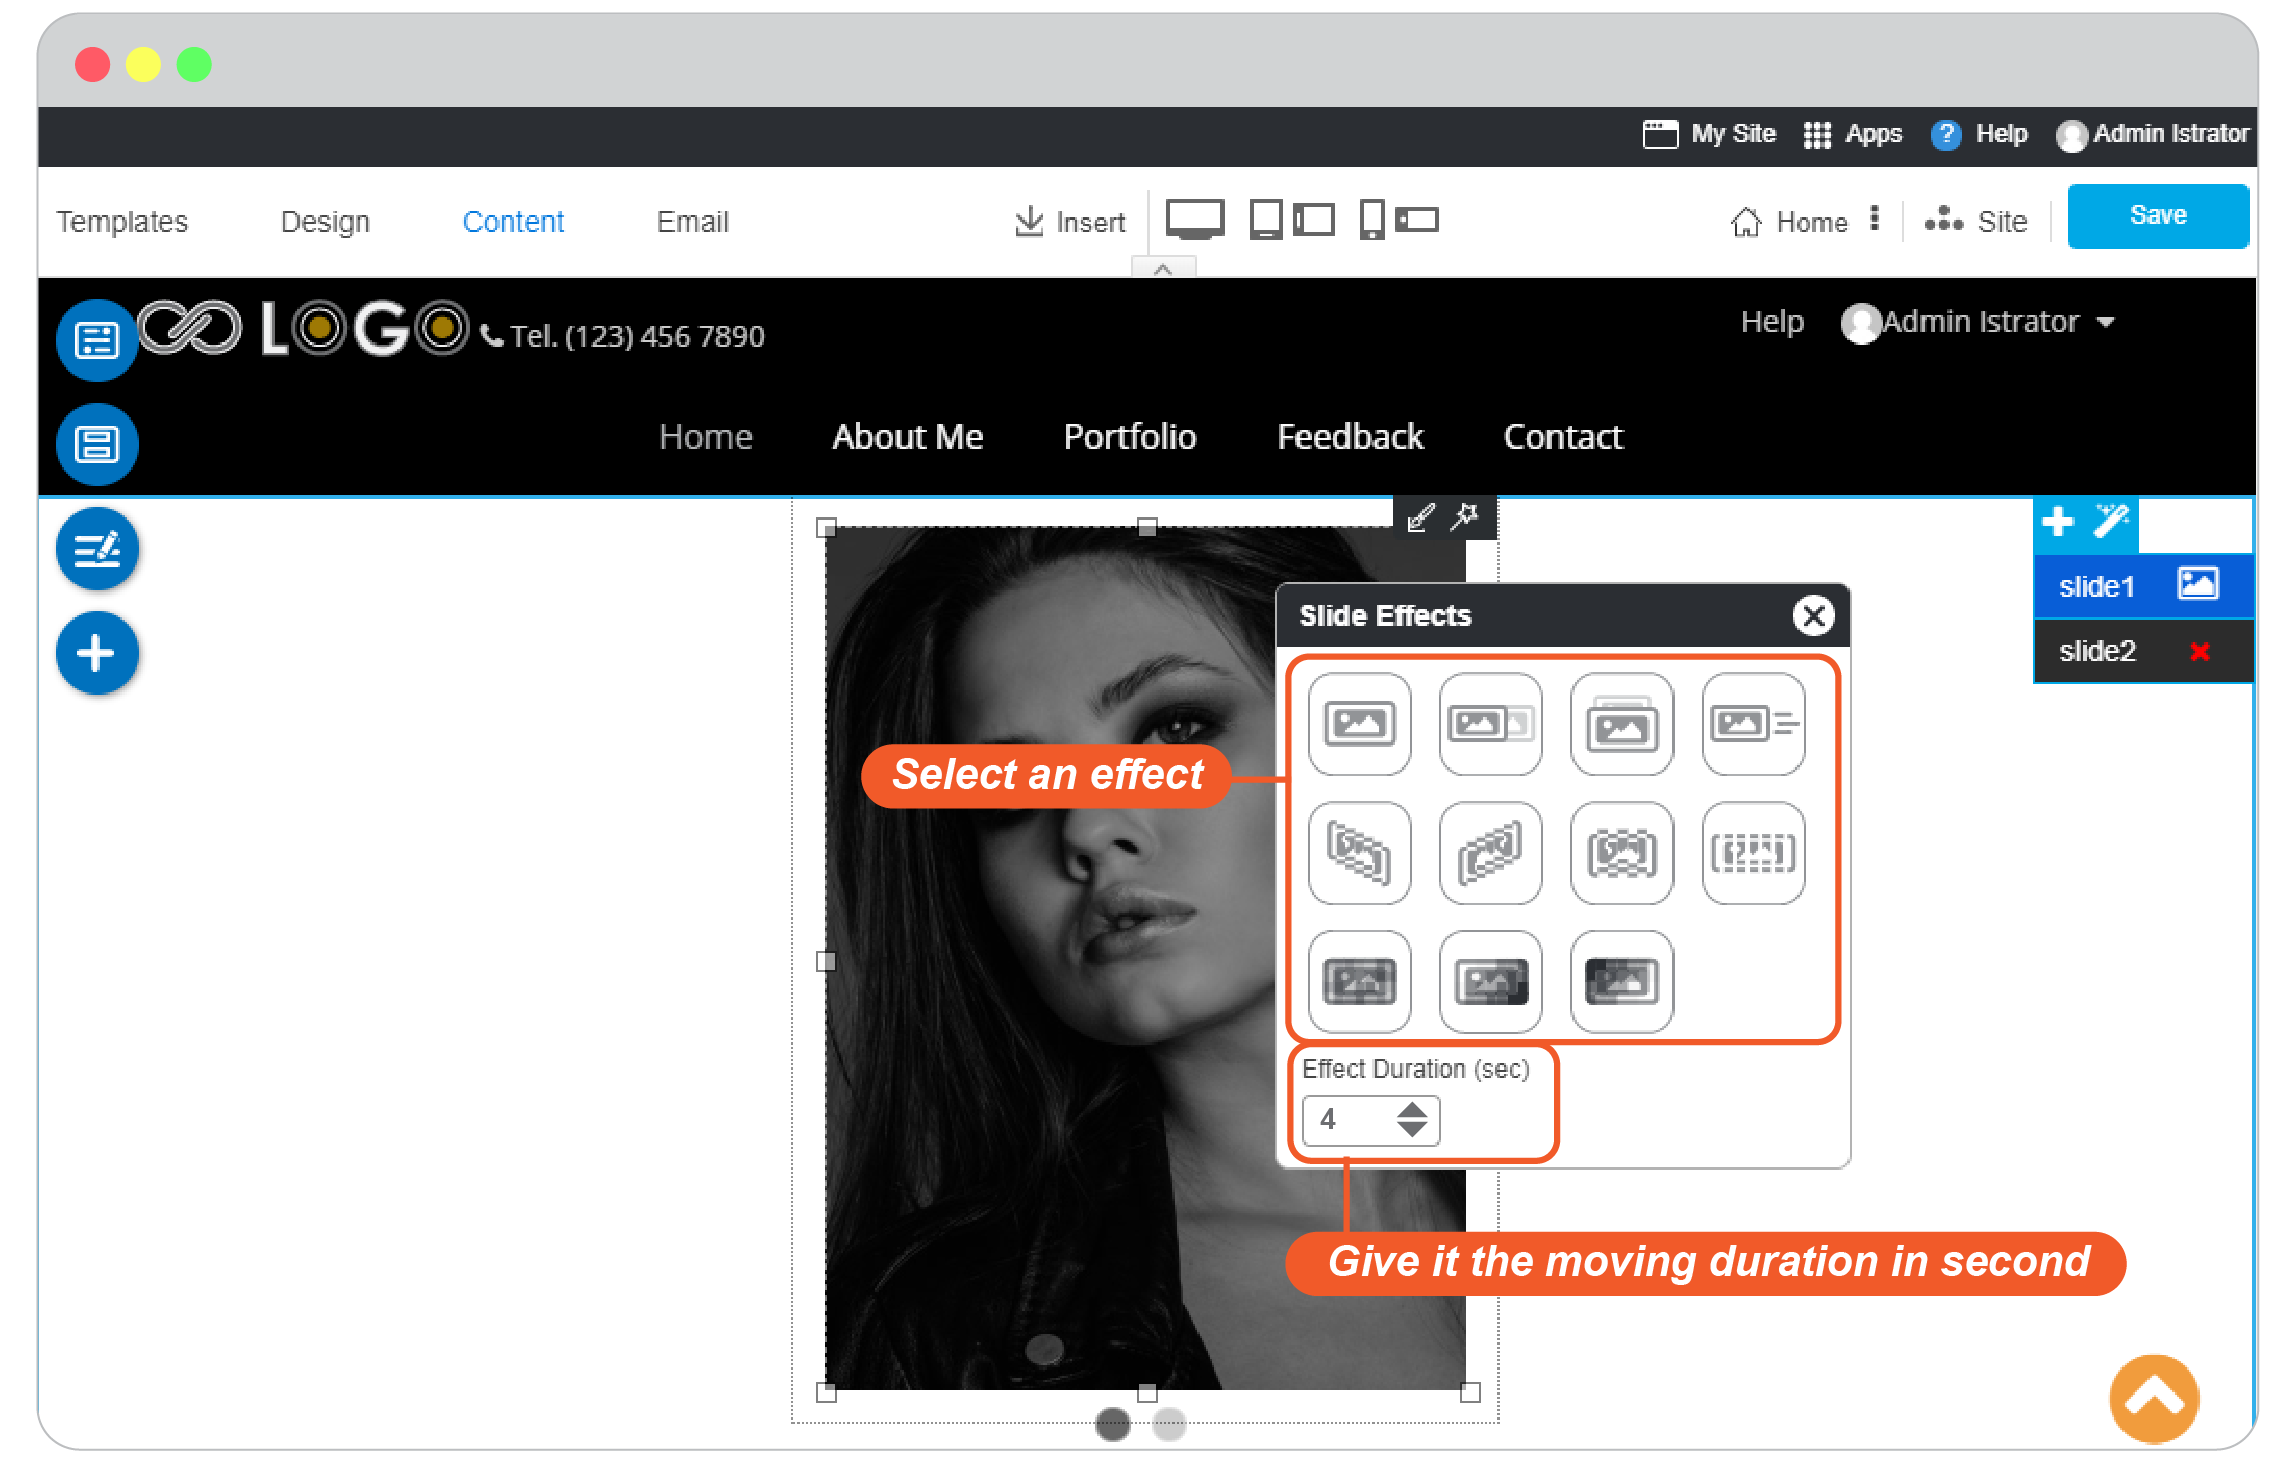 My Site Apps ? Help Admin Istrator
Templates Design Content Email Insert Home Site Save
LOGO Tel. (123) 456 7890 Help Admin Istrator
Home About Me Portfolio Feedback Contact
slide1
slide2
Slide Effects
Select an effect
Effect Duration (sec)
4
Give it the moving duration in second